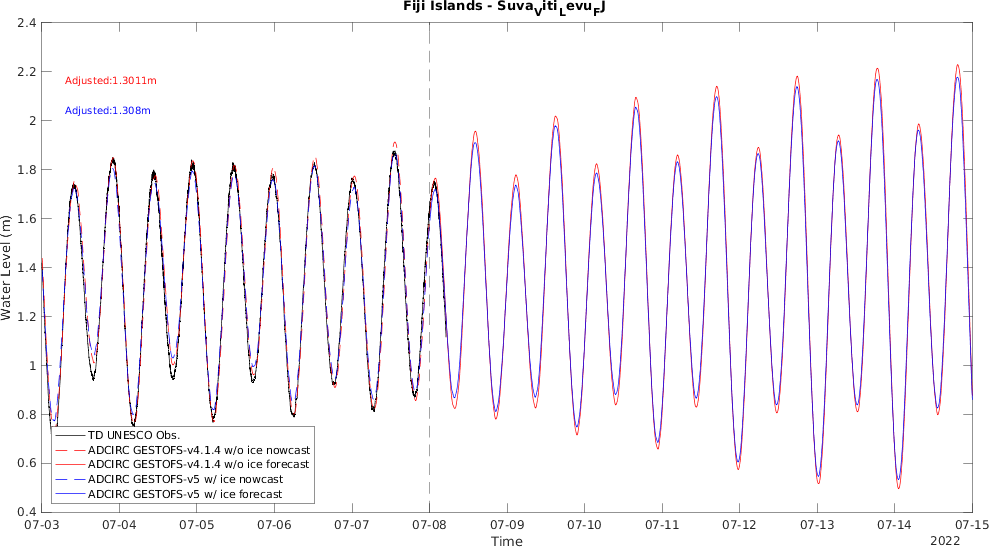 Fiji Islands - SuvaVitiLevuFJ
2.4
2.2
2
1.8
1.6
1.4
1.2
1
0.8
0.6
0.4
Water Level (m)
Adjusted:1.3011m
Adjusted:1.308m
TD UNESCO Obs.
ADCIRC GESTOFS-v4.1.4 w/o ice nowcast
ADCIRC GESTOFS-v4.1.4 w/o ice forecast
ADCIRC GESTOFS-v5 w/ ice nowcast
ADCIRC GESTOFS-v5 w/ ice forecast
07-03 07-04 07-05 07-06 07-07 07-08 07-09 07-10 07-11 07-12 07-13 07-14 07-15
Time
2022